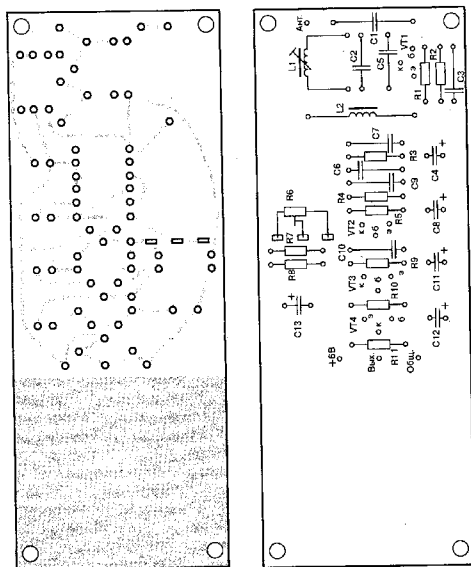 Ант.
C1
L1
C2
C5
к
э
б
VT1
R1
R2
C3
L2
C7
C6
R3
C4
C9
R4
R6
R5
C8
VT2
к
б
э
R7
R8
C10
R9
C11
VT3
к
б
э
R10
C13
VT4
э
к
б
C12
R11
+6В
Вых.
Общ.